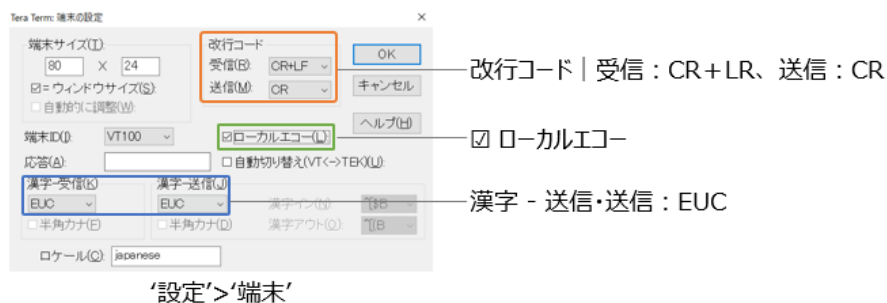 Tera Term: 端末の設定 ×
端末サイズ(T): 改行コード
80 X 24 受信(R): CR+LF OK
☑=ウィンドウサイズ(S): 送信(M): CR キャンセル
□自動的に調整(W):
改行コード｜受信：CR+LR、送信：CR
ヘルプ(H)
端末ID(I): VT100 ☑ローカルエコー(L):
☑ ローカルエコー
応答(A): □自動切り替え(VT<->TEK)(U):
漢字-受信(K) 漢字-送信(J)
EUC EUC 漢字イン(N): ^[$B
漢字 - 送信・送信：EUC
□半角カナ(F) □半角カナ(D) 漢字アウト(O): ^[(B
ロケール(C): japanese
‘設定’>‘端末’